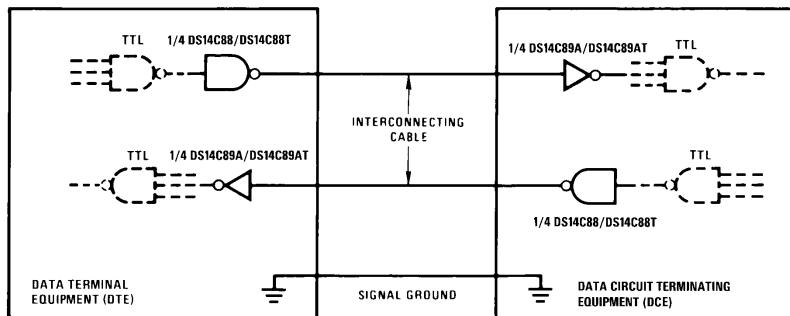 TTL
1/4 DS14C88/DS14C88T
1/4 DS14C89A/DS14C89AT
TTL
INTERCONNECTING
CABLE
TTL
1/4 DS14C89A/DS14C89AT
TTL
1/4 DS14C88/DS14C88T
DATA TERMINAL
EQUIPMENT (DTE)
SIGNAL GROUND
DATA CIRCUIT TERMINATING
EQUIPMENT (DCE)